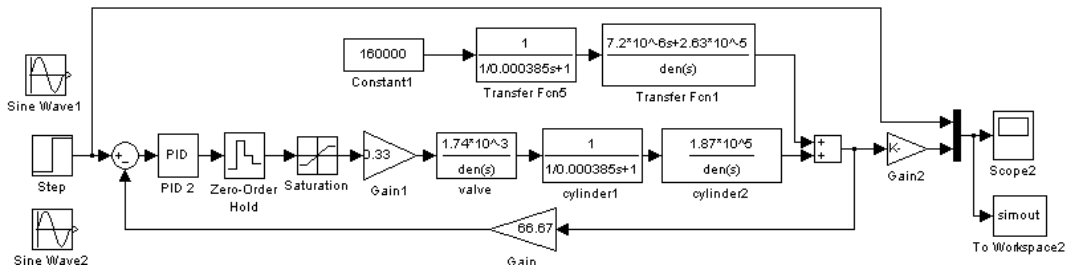 160000
Constant1
1
1/0.000385s+1
Transfer Fcn5
7.2*10^-6s+2.63*10^-5
den(s)
Transfer Fcn1
Sine Wave1
Step
PID
PID 2
Zero-Order
Hold
Saturation
0.33
Gain1
1.74*10^-3
den(s)
valve
1
1/0.000385s+1
cylinder1
1.87*10^5
den(s)
cylinder2
K-
Gain2
Scope2
simout
To Workspace2
66.67
Gain
Sine Wave2